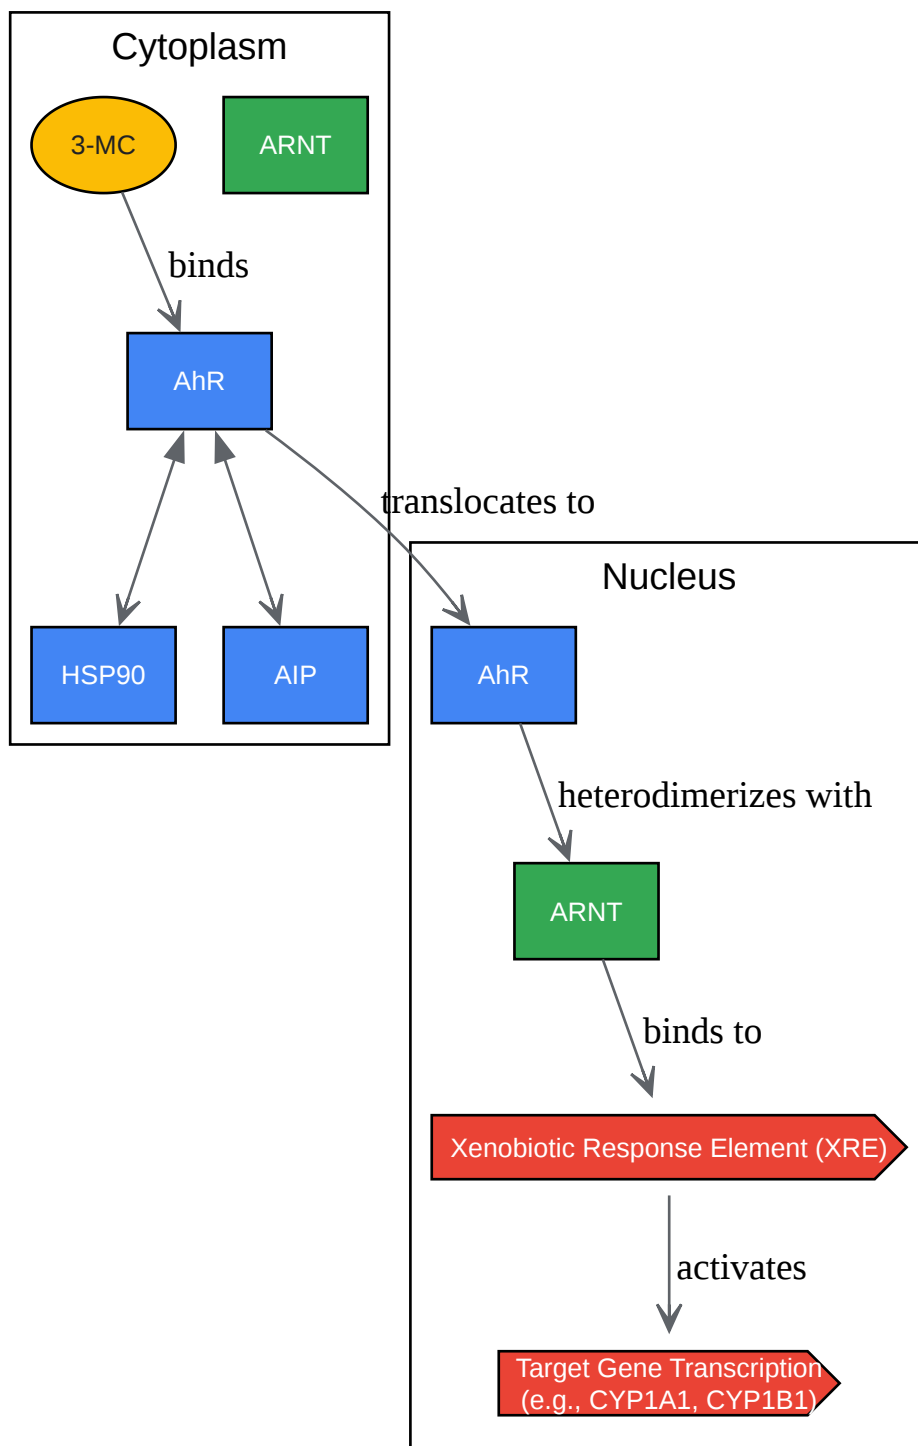 Cytoplasm
3-MC
ARNT
binds
AhR
translocates to
HSP90
AIP
Nucleus
AhR
heterodimerizes with
ARNT
binds to
Xenobiotic Response Element (XRE)
activates
Target Gene Transcription
(e.g., CYP1A1, CYP1B1)